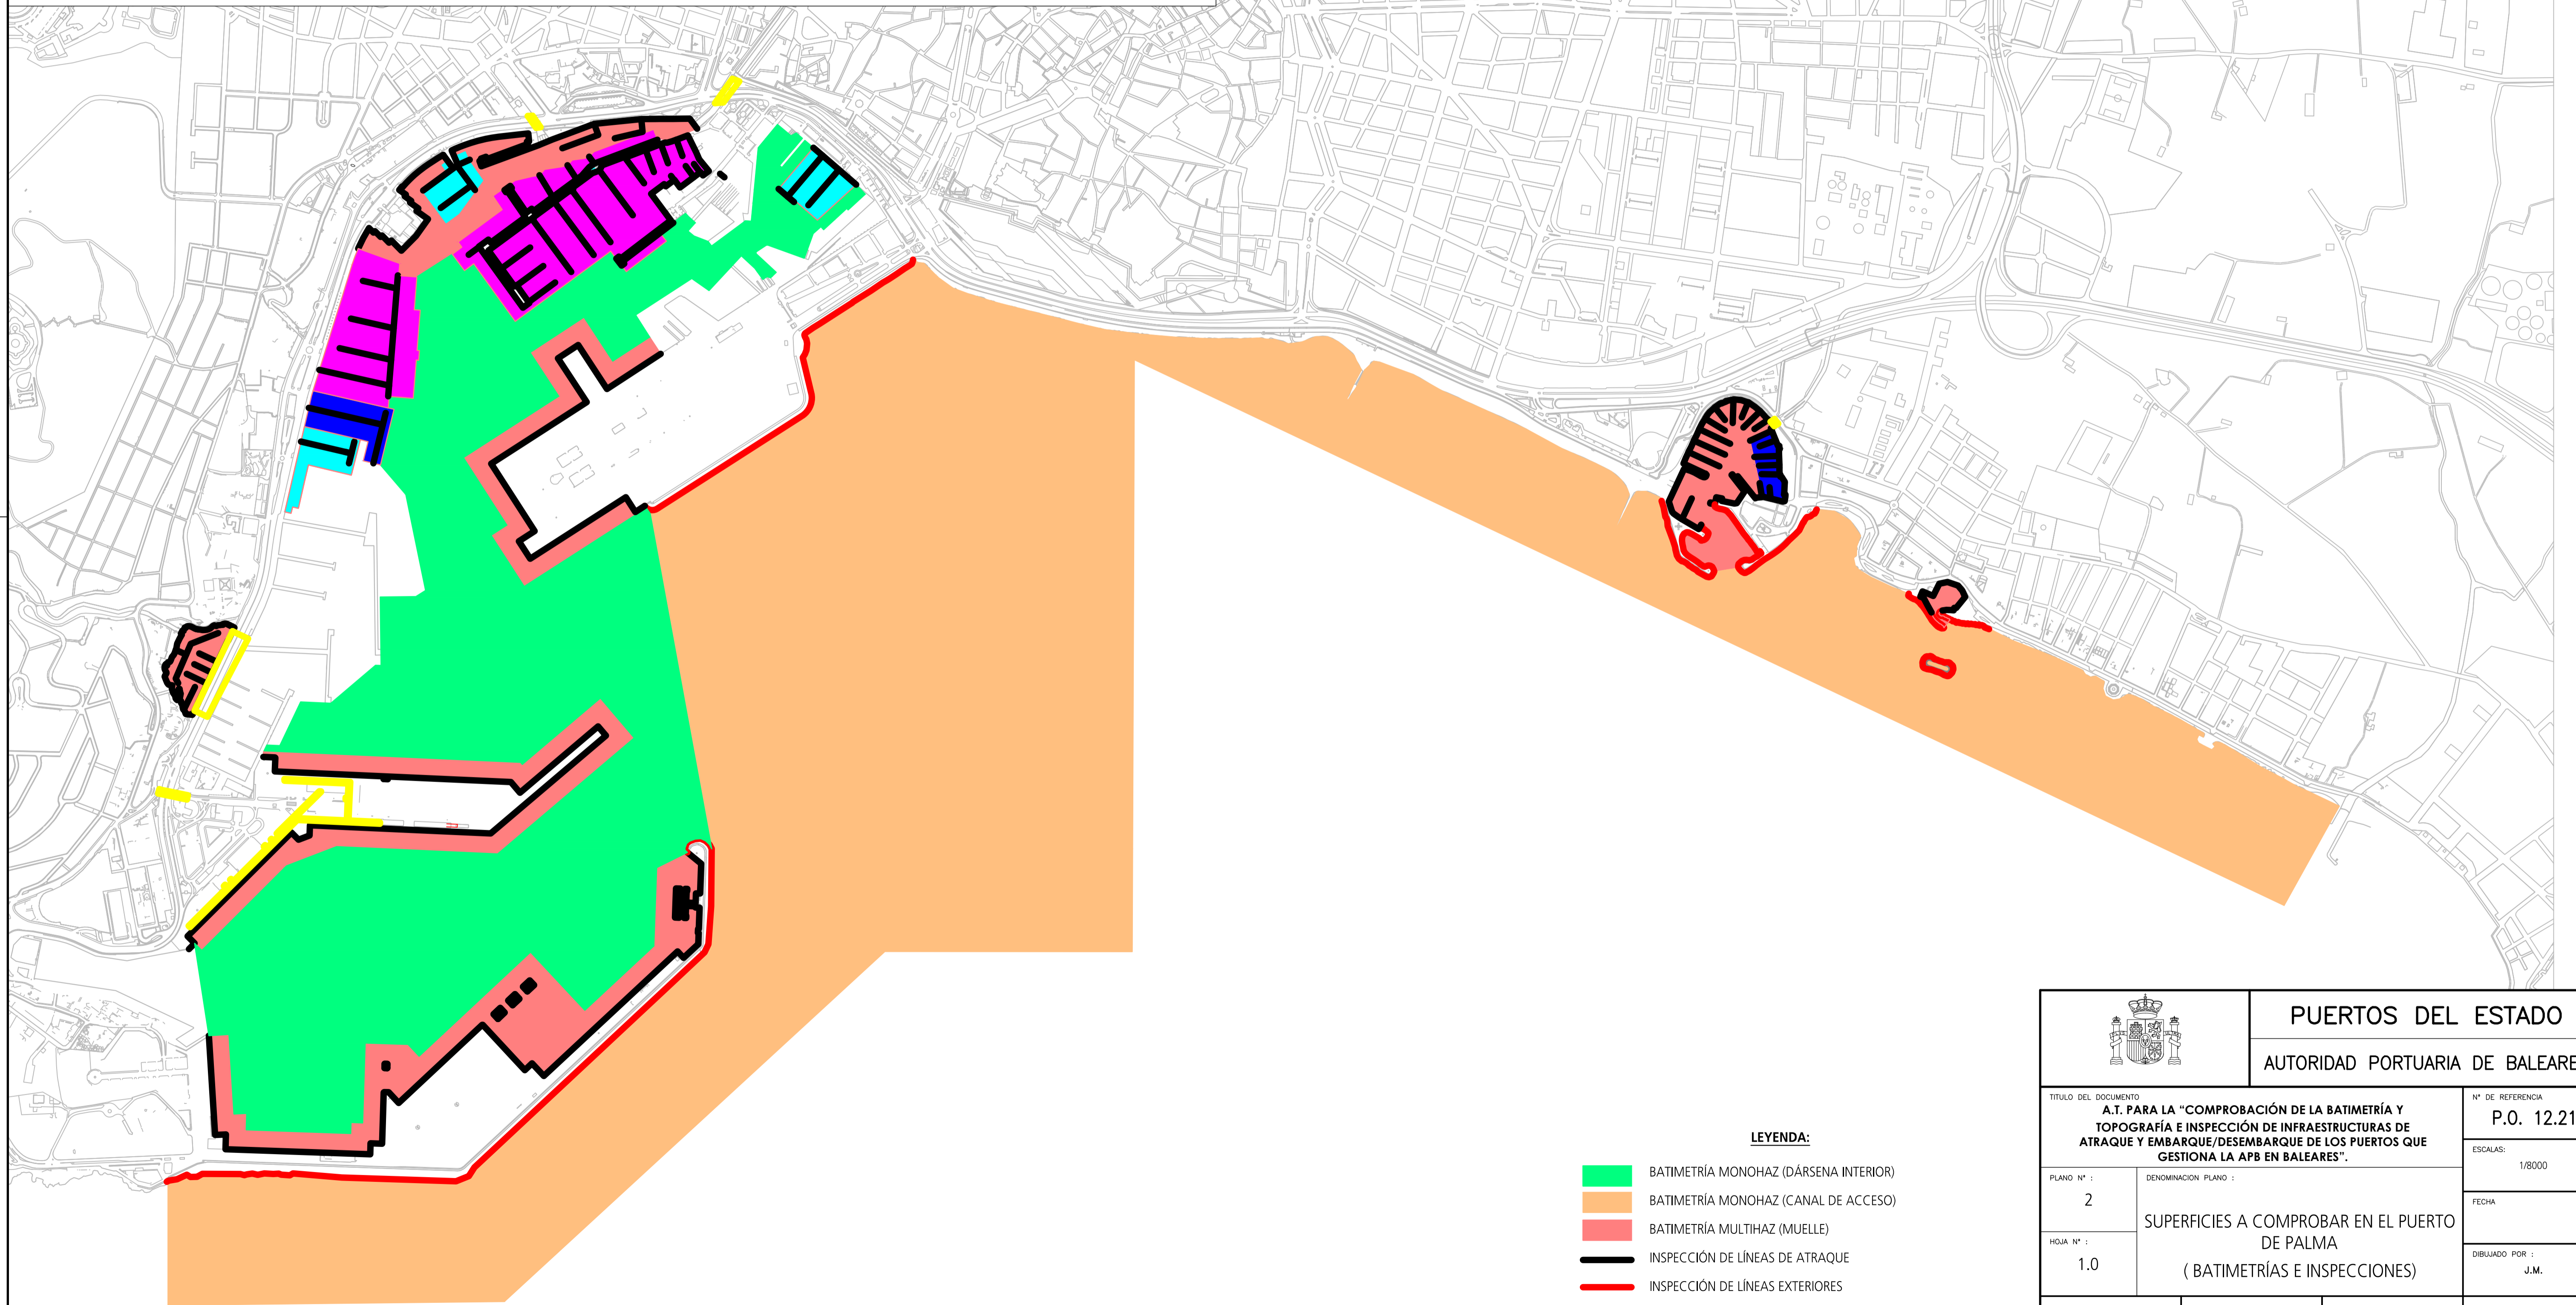 LEYENDA:
BATIMETRÍA MONOHAZ (DÁRSENA INTERIOR)
BATIMETRÍA MONOHAZ (CANAL DE ACCESO)
BATIMETRÍA MULTIHAZ (MUELLE)
INSPECCIÓN DE LÍNEAS DE ATRAQUE
INSPECCIÓN DE LÍNEAS EXTERIORES
PUERTOS DEL ESTADO
AUTORIDAD PORTUARIA DE BALEARE
TITULO DEL DOCUMENTO
A.T. PARA LA “COMPROBACIÓN DE LA BATIMETRÍA Y
TOPOGRAFÍA E INSPECCIÓN DE INFRAESTRUCTURAS DE
ATRAQUE Y EMBARQUE/DESEMBARQUE DE LOS PUERTOS QUE
GESTIONA LA APB EN BALEARES”.
Nº DE REFERENCIA
P.O. 12.21
ESCALAS:
1/8000
PLANO Nº :
2
DENOMINACION PLANO :
SUPERFICIES A COMPROBAR EN EL PUERTO
DE PALMA
( BATIMETRÍAS E INSPECCIONES)
FECHA
HOJA Nº :
1.0
DIBUJADO POR :
J.M.